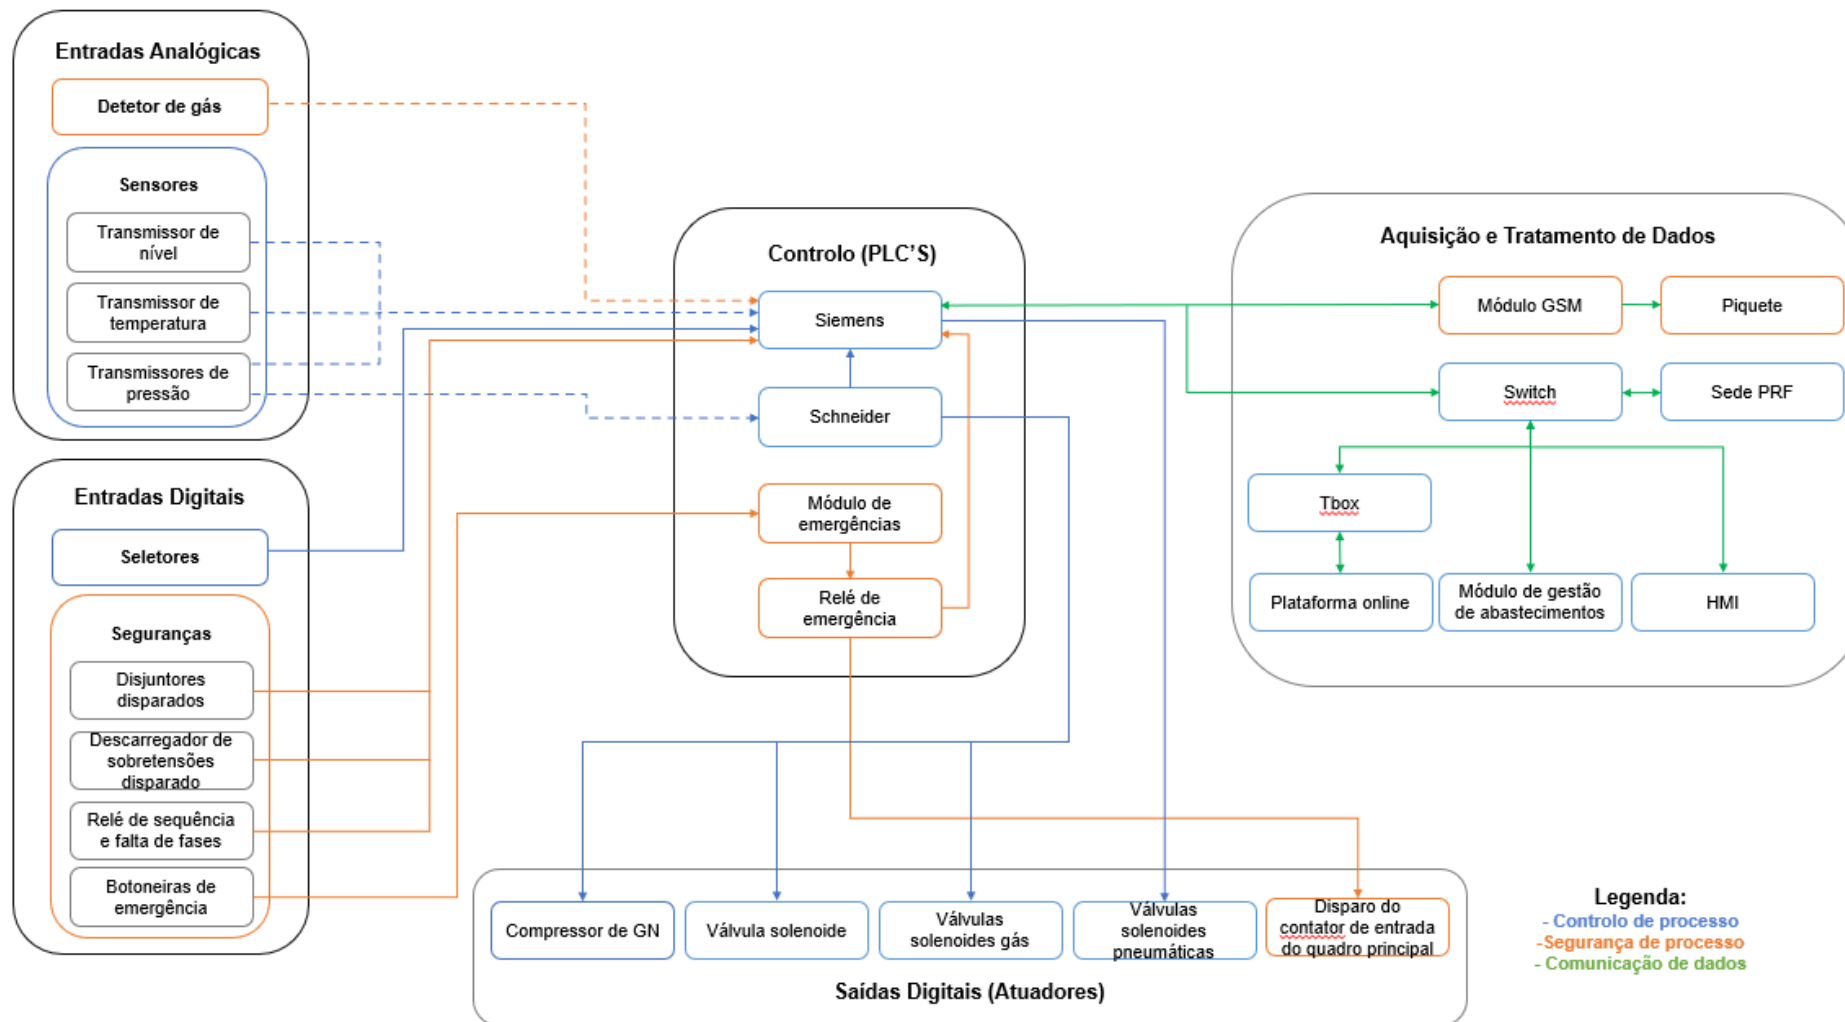 Entradas Analógicas
Detetor de gás
Sensores
Transmissor de
nível
Transmissor de
temperatura
Transmissores de
pressão
Entradas Digitais
Seletores
Seguranças
Disjuntores
disparados
Descarregador de
sobretensões
disparado
Relé de sequência
e falta de fases
Botoneiras de
emergência
Controlo (PLC'S)
Siemens
Schneider
Módulo de
emergências
Relé de
emergência
Aquisição e Tratamento de Dados
Módulo GSM
Piquete
Switch
Sede PRF
Tbox
Plataforma online
Módulo de gestão
de abastecimentos
HMI
Compressor de GN
Válvula solenoide
Válvulas
solenoides gás
Válvulas
solenoides
pneumáticas
Disparo do
contator de entrada
do quadro principal
Saídas Digitais (Atuadores)
Legenda:
- Controlo de processo
-Segurança de processo
- Comunicação de dados